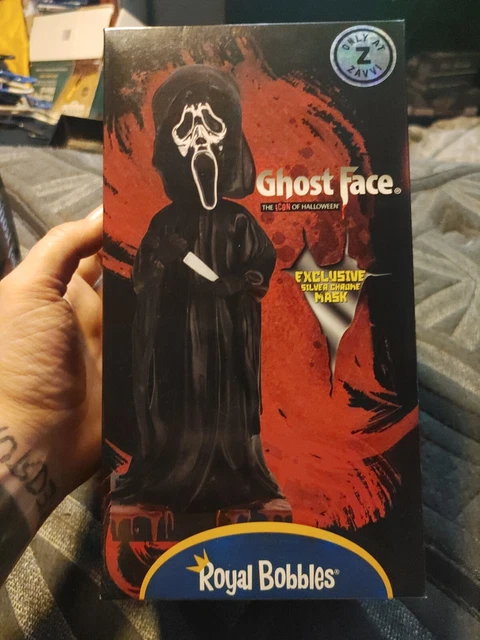 ONLY AT
Z
ZAVVI
Ghost Face®
THE ICON OF HALLOWEEN
EXCLUSIVE
SILVER CHROME
MASK
Royal Bobbles®